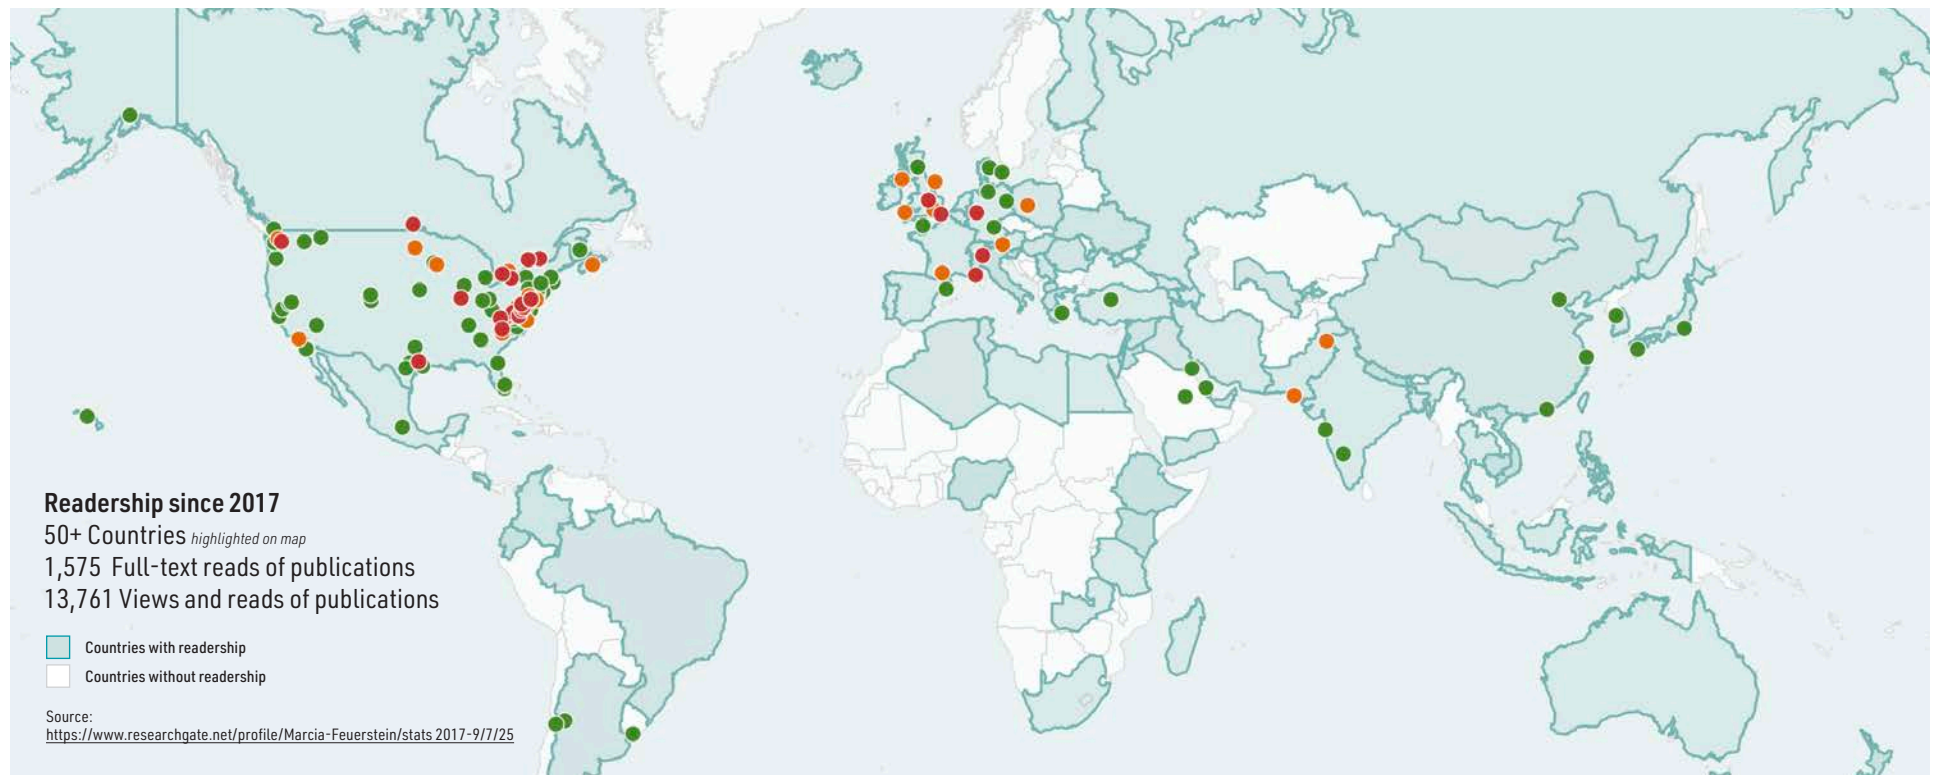 Readership since 2017
50+ Countries highlighted on map
1,575 Full-text reads of publications
13,761 Views and reads of publications
Countries with readership
Countries without readership
Source:
https://www.researchgate.net/profile/Marcia-Feuerstein/stats 2017-9/7/25